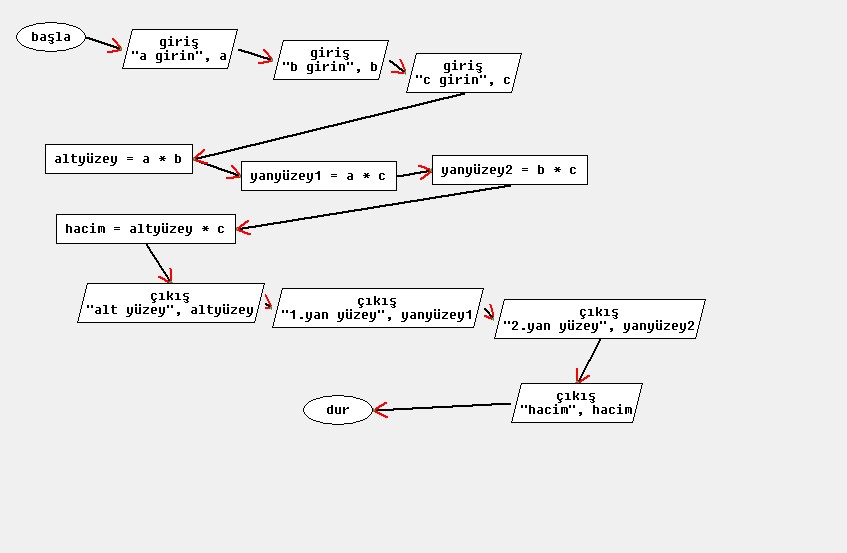 başla
giriş
"a girin", a
giriş
"b girin", b
giriş
"c girin", c
altyüzey = a * b
yanyüzey1 = a * c
yanyüzey2 = b * c
hacim = altyüzey * c
çıkış
"alt yüzey", altyüzey
çıkış
"1.yan yüzey", yanyüzey1
çıkış
"2.yan yüzey", yanyüzey2
çıkış
"hacim", hacim
dur